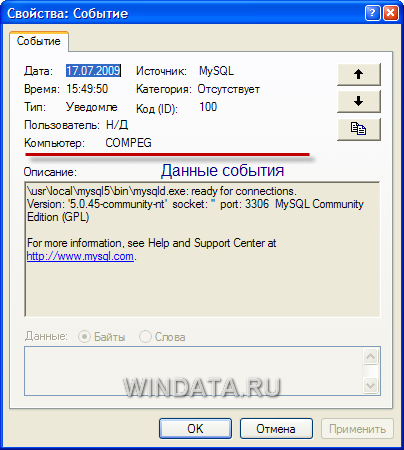 Свойства: Событие
Событие
Дата: 17.07.2009 Источник: MySQL
Время: 15:49:50 Категория: Отсутствует
Тип: Уведомле Код (ID): 100
Пользователь: Н/Д
Компьютер: COMPEG
Описание: Данные события
\usr\local\mysql5\bin\mysqld.exe: ready for connections.
Version: '5.0.45-community-nt' socket: '' port: 3306 MySQL Community
Edition (GPL)
For more information, see Help and Support Center at
http://www.mysql.com.
Данные: Байты Слова
WINDATA.RU
OK Отмена Применить